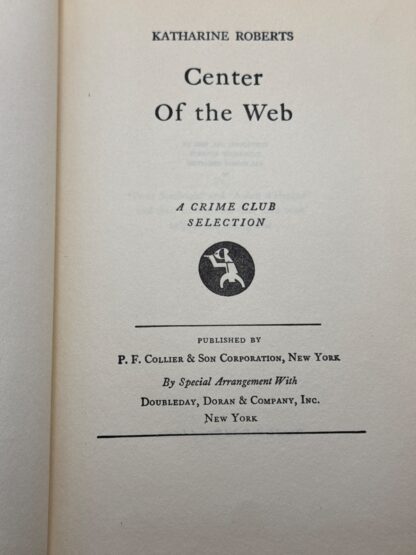 KATHARINE ROBERTS
Center
Of the Web
A CRIME CLUB
SELECTION
PUBLISHED BY
P. F. COLLIER & SON CORPORATION, NEW YORK
By Special Arrangement With
DOUBLEDAY, DORAN & COMPANY, INC.
NEW YORK